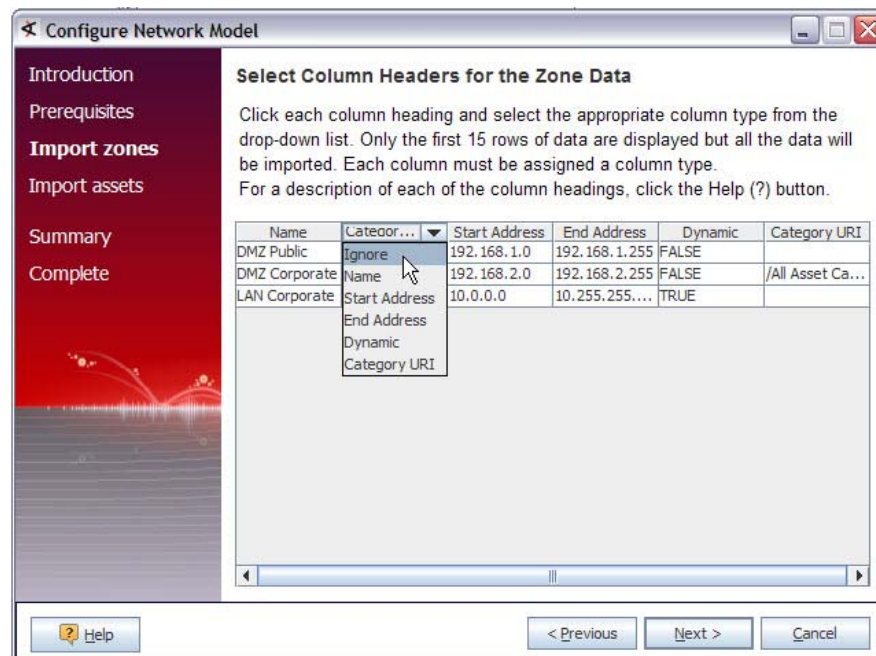 Configure Network Model
Introduction
Prerequisites
Import zones
Import assets
Summary
Complete
Select Column Headers for the Zone Data
Click each column heading and select the appropriate column type from the
drop-down list. Only the first 15 rows of data are displayed but all the data will
be imported. Each column must be assigned a column type.
For a description of each of the column headings, click the Help (?) button.
Name Categor... Start Address End Address Dynamic Category URI
DMZ Public 192.168.1.0 192.168.1.255 FALSE
DMZ Corporate 192.168.2.0 192.168.2.255 FALSE /All Asset Ca...
LAN Corporate 10.0.0.0 10.255.255.... TRUE
Ignore
Name
Start Address
End Address
Dynamic
Category URI
? Help
< Previous
Next >
Cancel